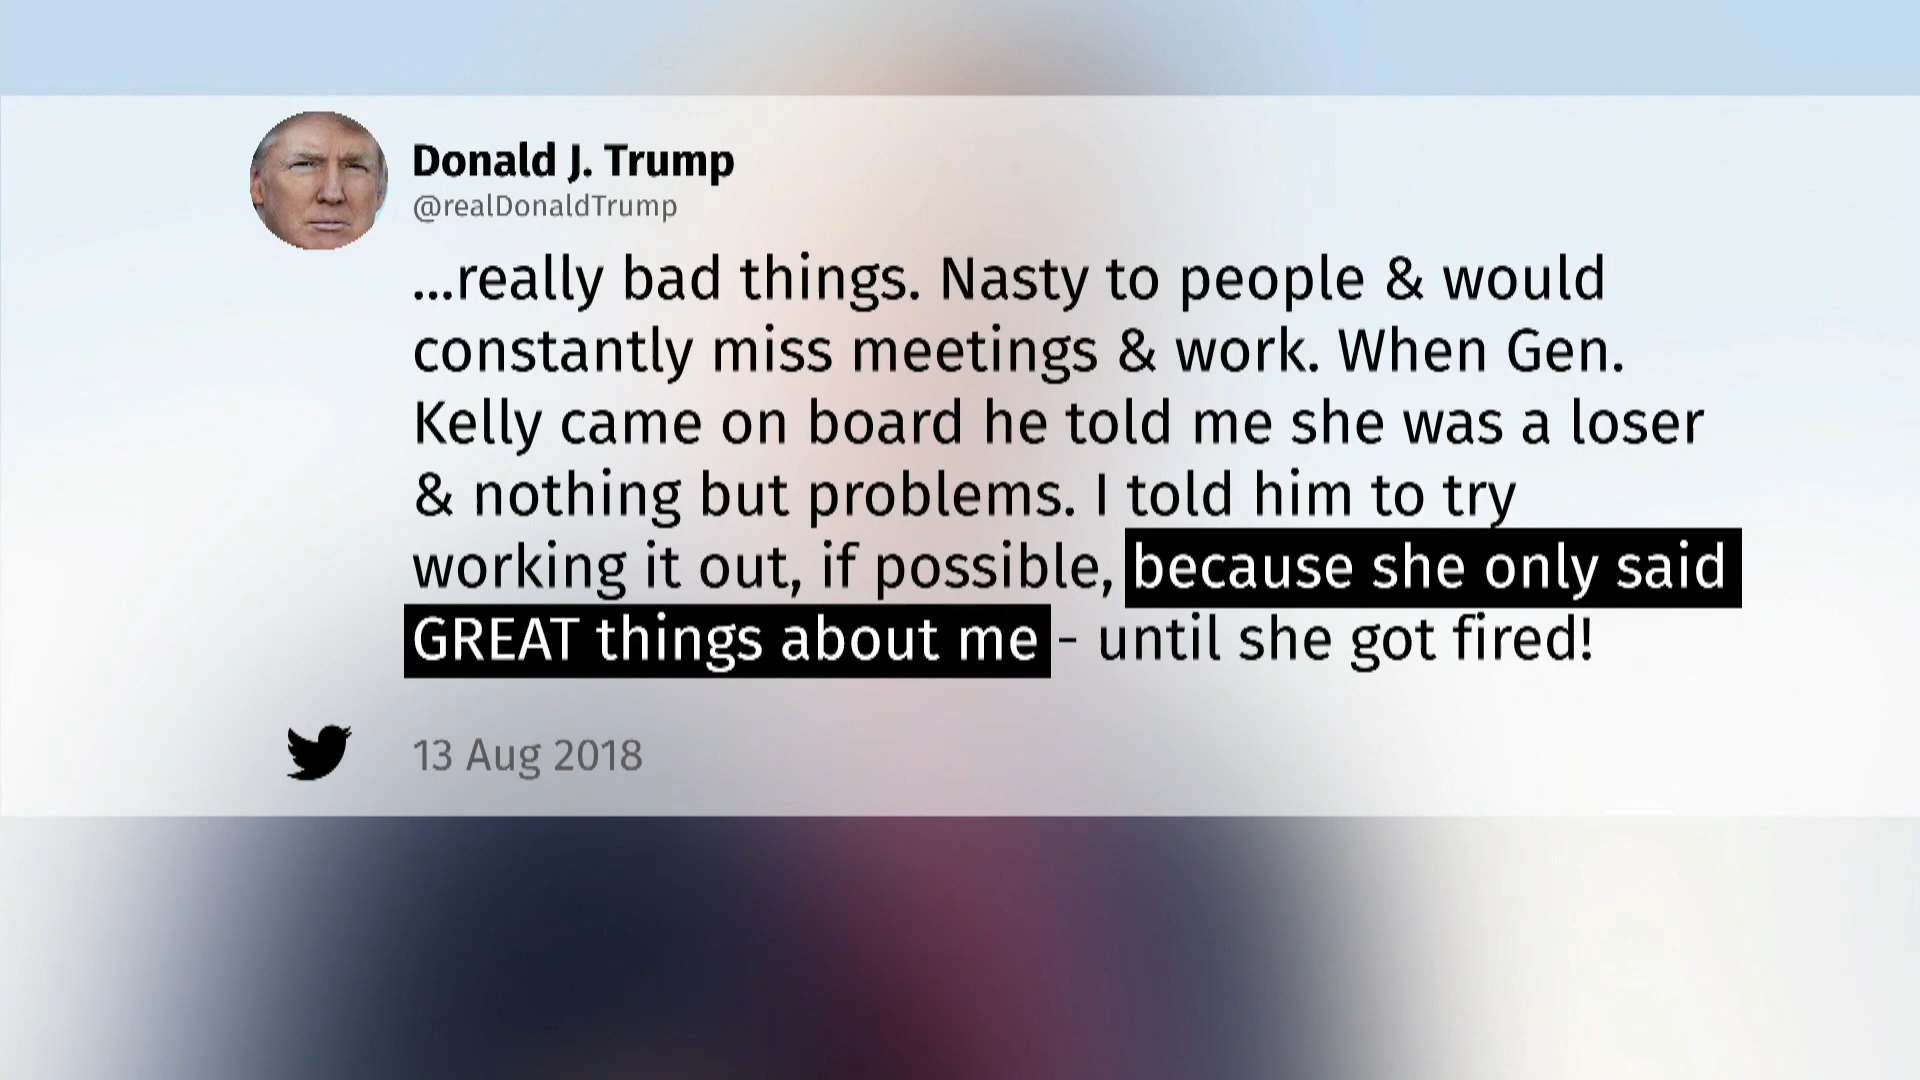 Donald J. Trump
@realDonaldTrump
...really bad things. Nasty to people & would
constantly miss meetings & work. When Gen.
Kelly came on board he told me she was a loser
& nothing but problems. I told him to try
working it out, if possible, because she only said
GREAT things about me - until she got fired!
13 Aug 2018